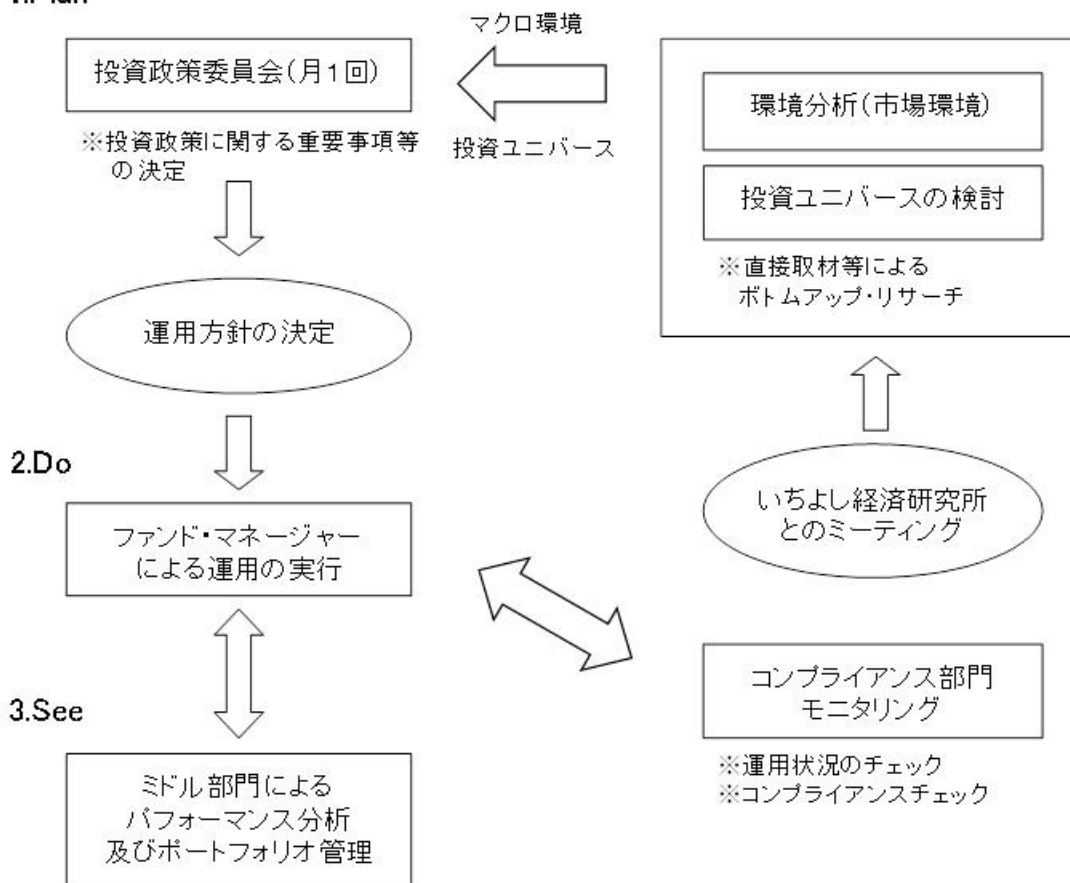 1.Plan
マクロ環境
投資政策委員会(月1回)
投資ユニバース
※投資政策に関する重要事項等
の決定
環境分析(市場環境)
投資ユニバースの検討
※直接取材等による
ボトムアップ・リサーチ
運用方針の決定
2.Do
ファンド・マネージャー
による運用の実行
いちよし経済研究所
とのミーティング
3.See
ミドル部門による
パフォーマンス分析
及びポートフォリオ管理
コンプライアンス部門
モニタリング
※運用状況のチェック
※コンプライアンスチェック